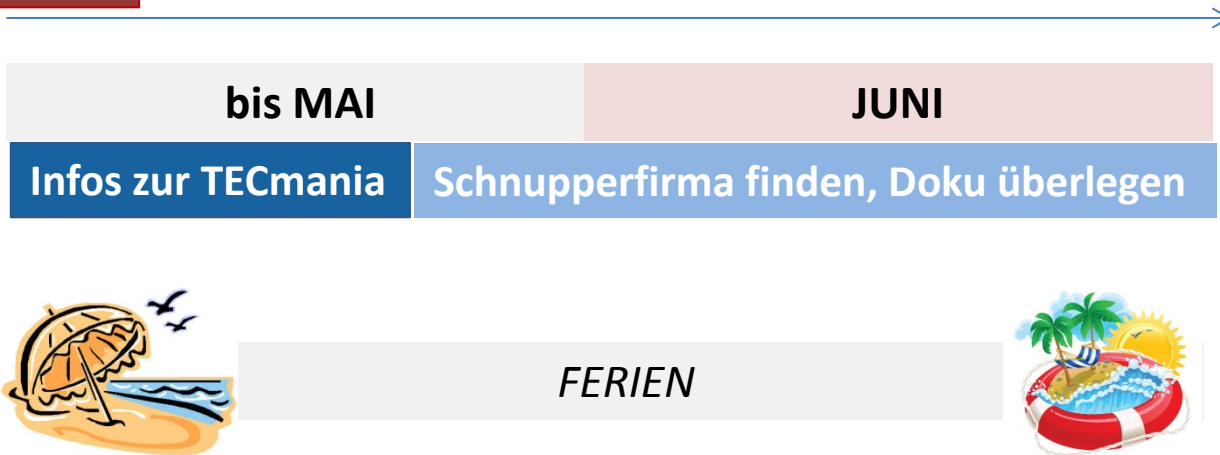 bis MAI
JUNI
Infos zur TECmania
Schnupperfirma finden, Doku überlegen
FERIEN